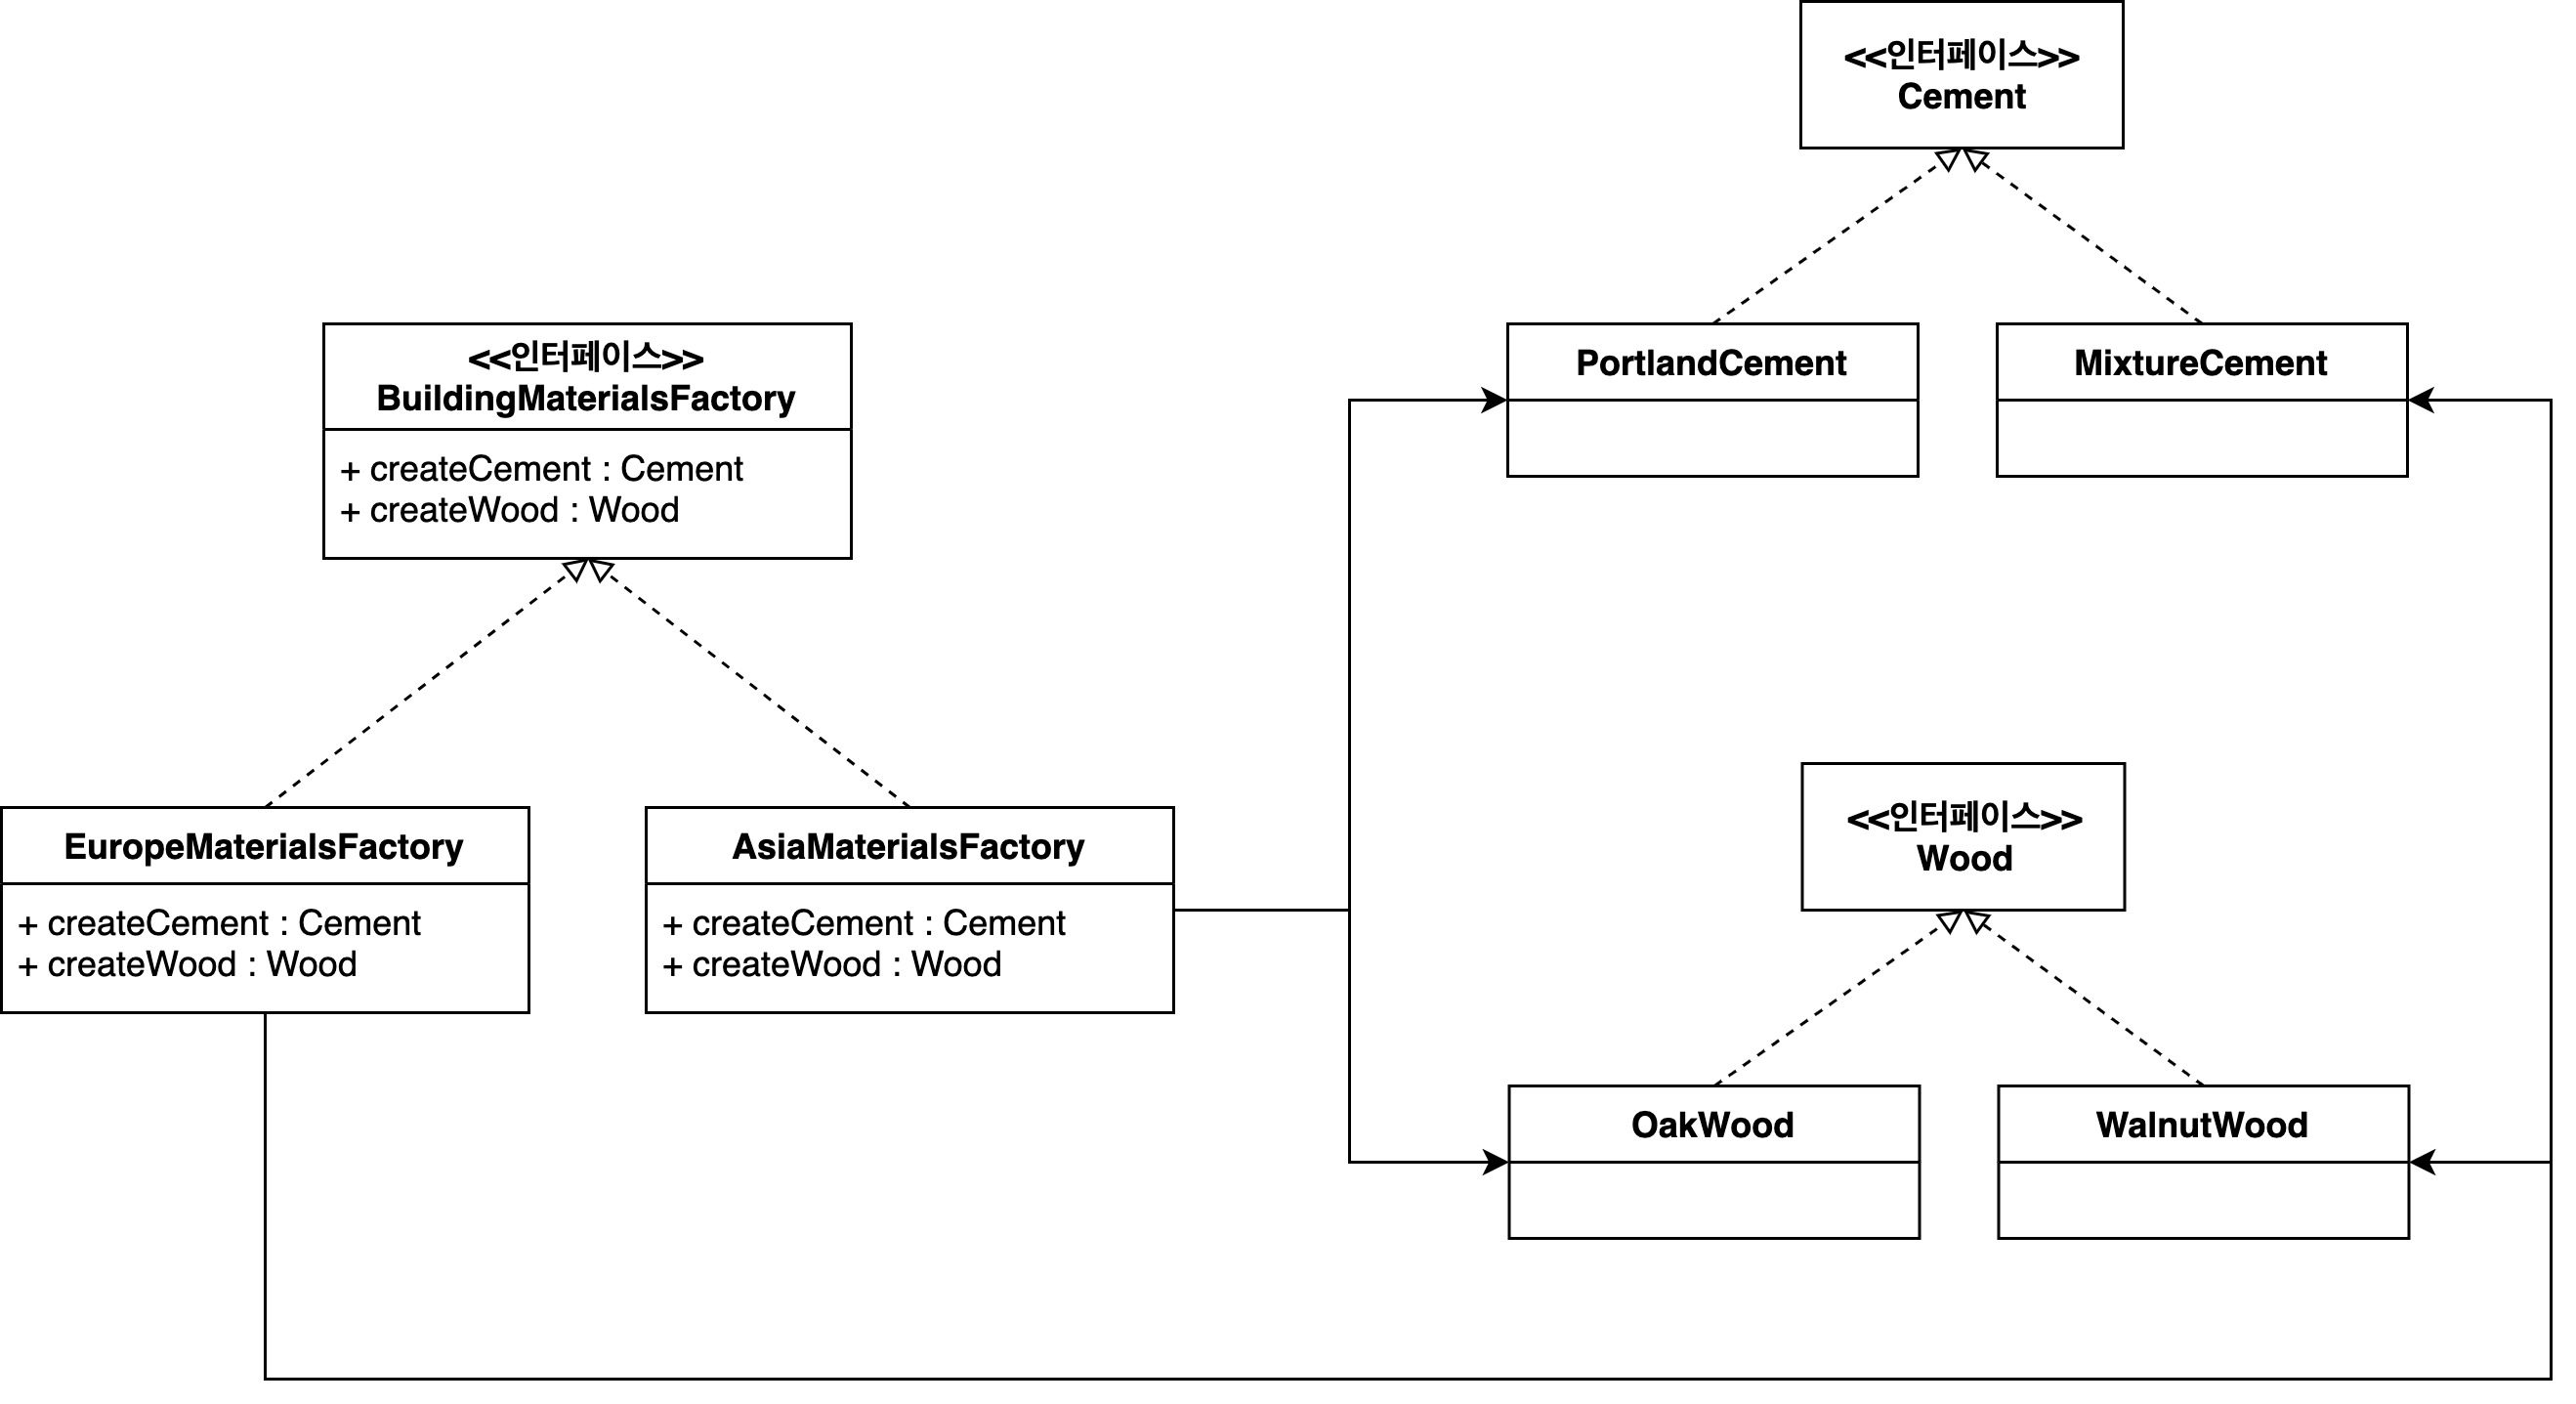 <<인터페이스>>
Cement
PortlandCement
MixtureCement
<<인터페이스>>
BuildingMaterialsFactory
+ createCement : Cement
+ createWood : Wood
EuropeMaterialsFactory
+ createCement : Cement
+ createWood : Wood
AsiaMaterialsFactory
+ createCement : Cement
+ createWood : Wood
<<인터페이스>>
Wood
OakWood
WalnutWood